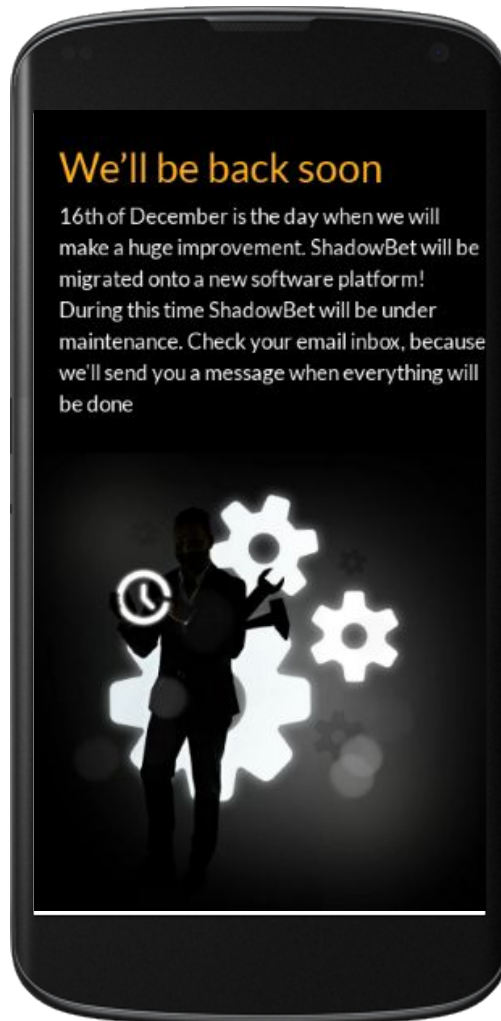 We'll be back soon
16th of December is the day when we will
make a huge improvement. ShadowBet will be
migrated onto a new software platform!
During this time ShadowBet will be under
maintenance. Check your email inbox, because
we'll send you a message when everything will
be done